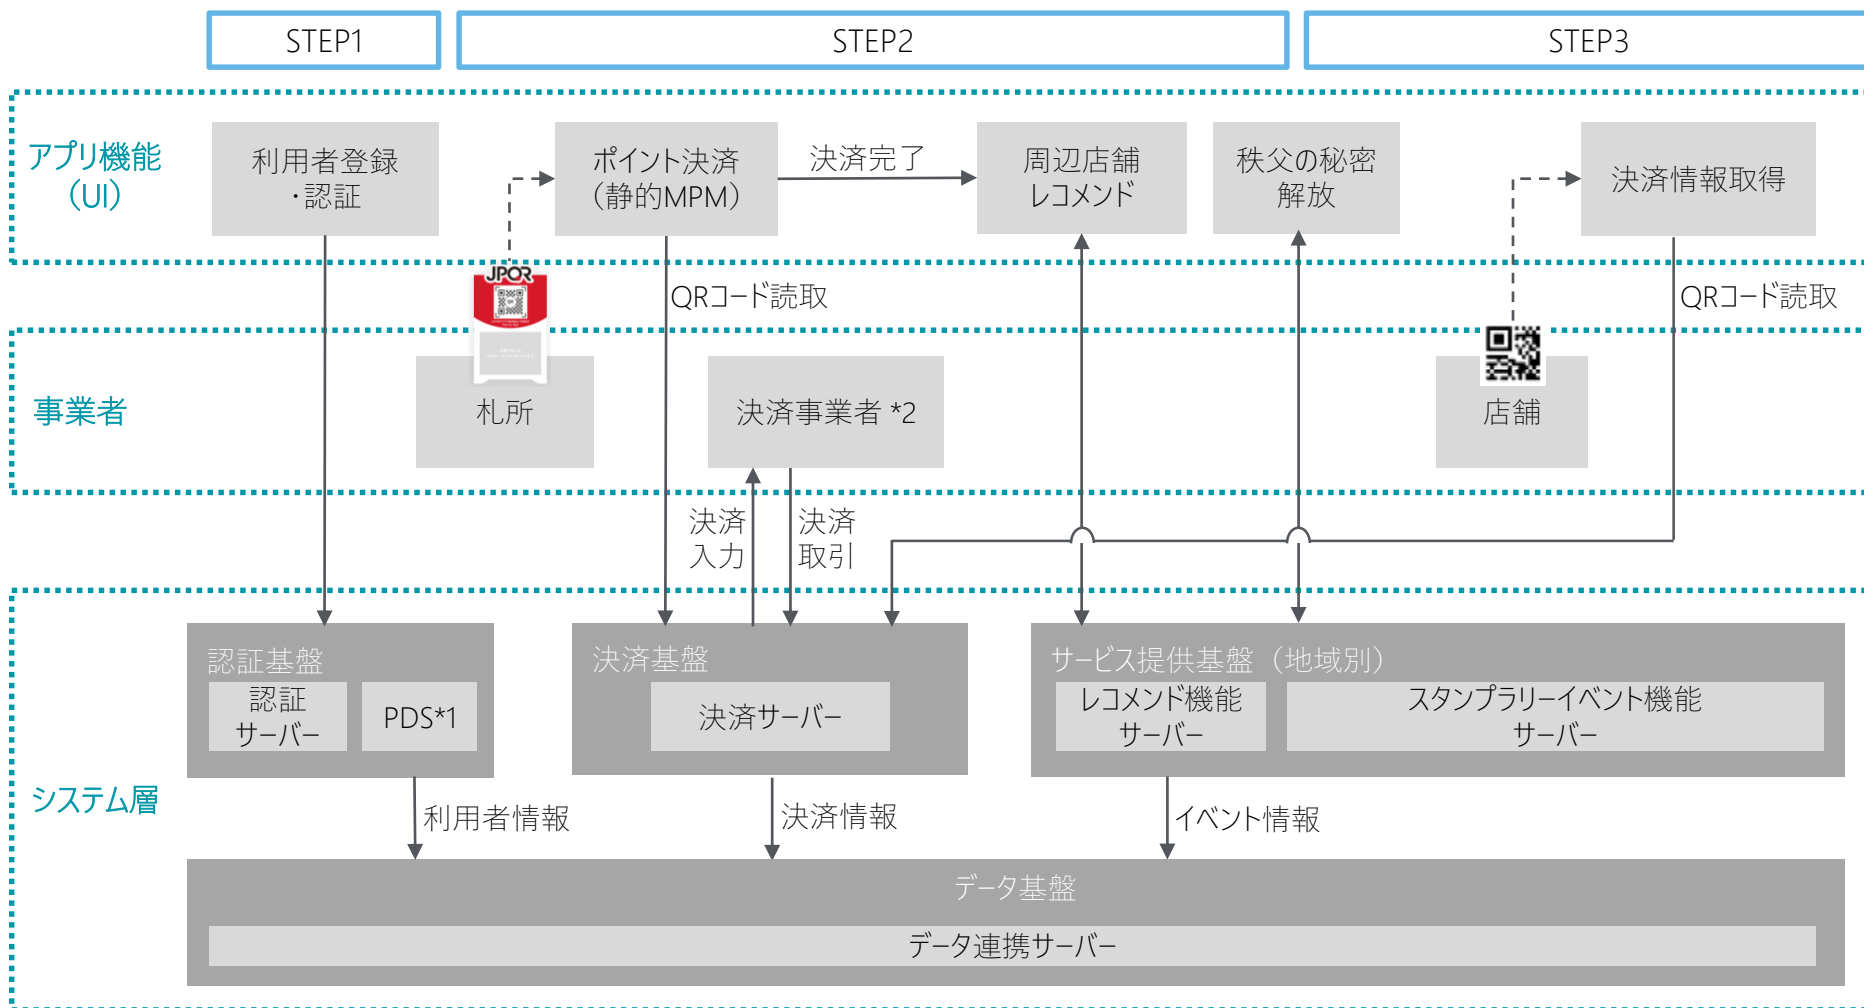 STEP1
STEP2
STEP3
アプリ機能
（UI）
利用者登録
・認証
ポイント決済
（静的MPM）
決済完了
周辺店舗
レコメンド
秩父の秘密
解放
決済情報取得
JPQR
QRコード読取
QRコード読取
事業者
札所
決済事業者 *2
店舗
決済
入力
決済
取引
システム層
認証基盤
認証
サーバー
PDS*1
決済基盤
決済サーバー
サービス提供基盤（地域別）
レコメンド機能
サーバー
スタンプラリーイベント機能
サーバー
利用者情報
決済情報
イベント情報
データ基盤
データ連携サーバー